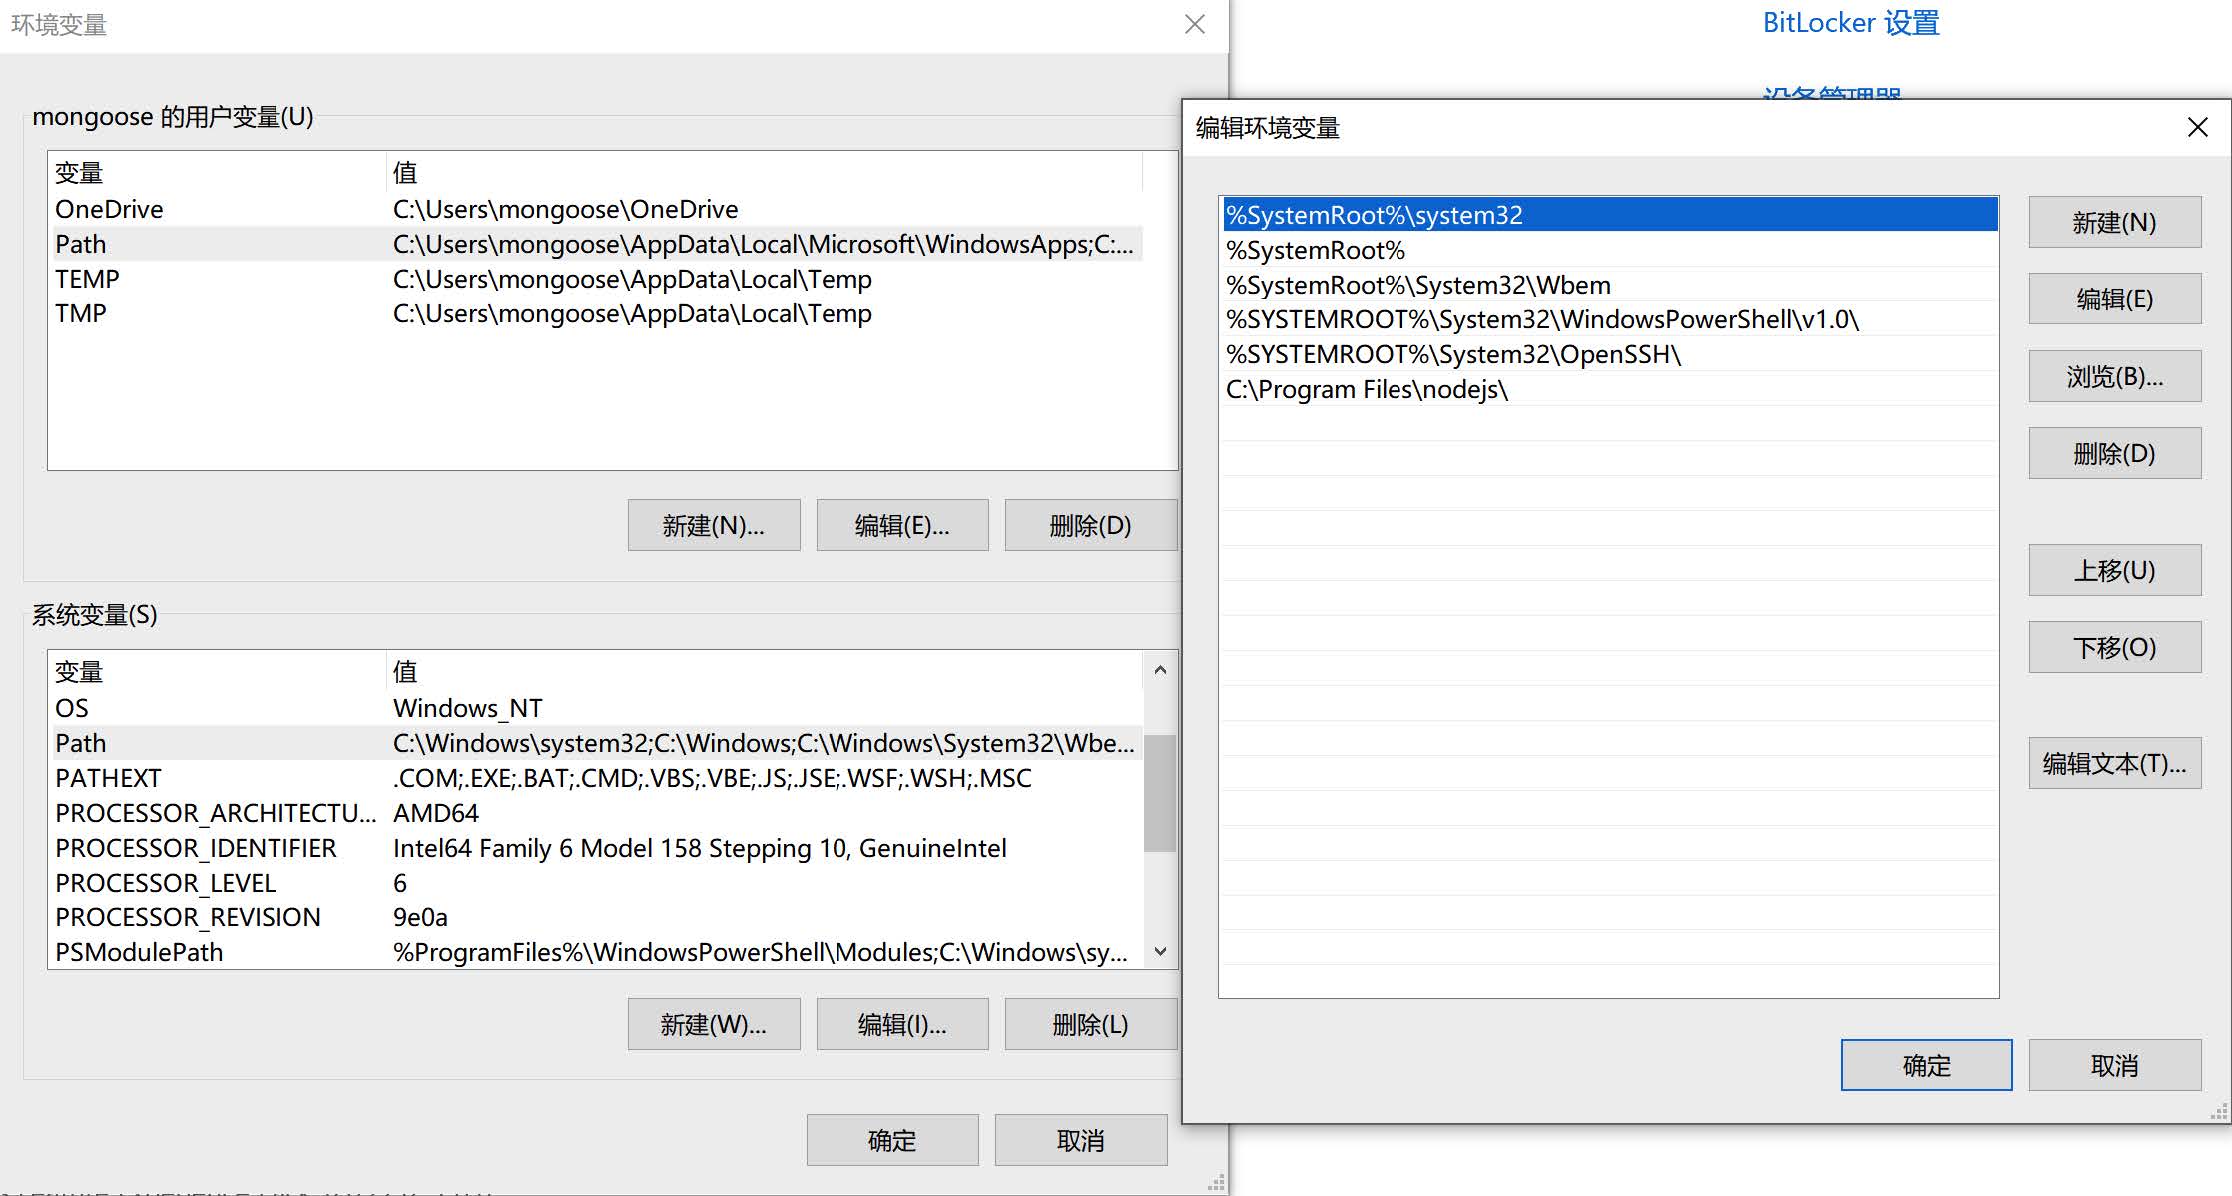 环境变量
BitLocker 设置
设备管理器
mongoose 的用户变量(U)
变量 值
OneDrive C:\Users\mongoose\OneDrive
Path C:\Users\mongoose\AppData\Local\Microsoft\WindowsApps;C:...
TEMP C:\Users\mongoose\AppData\Local\Temp
TMP C:\Users\mongoose\AppData\Local\Temp
新建(N)... 编辑(E)... 删除(D)
系统变量(S)
变量 值
OS Windows_NT
Path C:\Windows\system32;C:\Windows;C:\Windows\System32\Wbe...
PATHEXT .COM;.EXE;.BAT;.CMD;.VBS;.VBE;.JS;.JSE;.WSF;.WSH;.MSC
PROCESSOR_ARCHITECTU... AMD64
PROCESSOR_IDENTIFIER Intel64 Family 6 Model 158 Stepping 10, GenuineIntel
PROCESSOR_LEVEL 6
PROCESSOR_REVISION 9e0a
PSModulePath %ProgramFiles%\WindowsPowerShell\Modules;C:\Windows\sy...
新建(W)... 编辑(I)... 删除(L)
确定 取消
编辑环境变量
%SystemRoot%\system32
%SystemRoot%
%SystemRoot%\System32\Wbem
%SYSTEMROOT%\System32\WindowsPowerShell\v1.0\
%SYSTEMROOT%\System32\OpenSSH\
C:\Program Files\nodejs\
新建(N)
编辑(E)
浏览(B)...
删除(D)
上移(U)
下移(O)
编辑文本(T)...
确定 取消